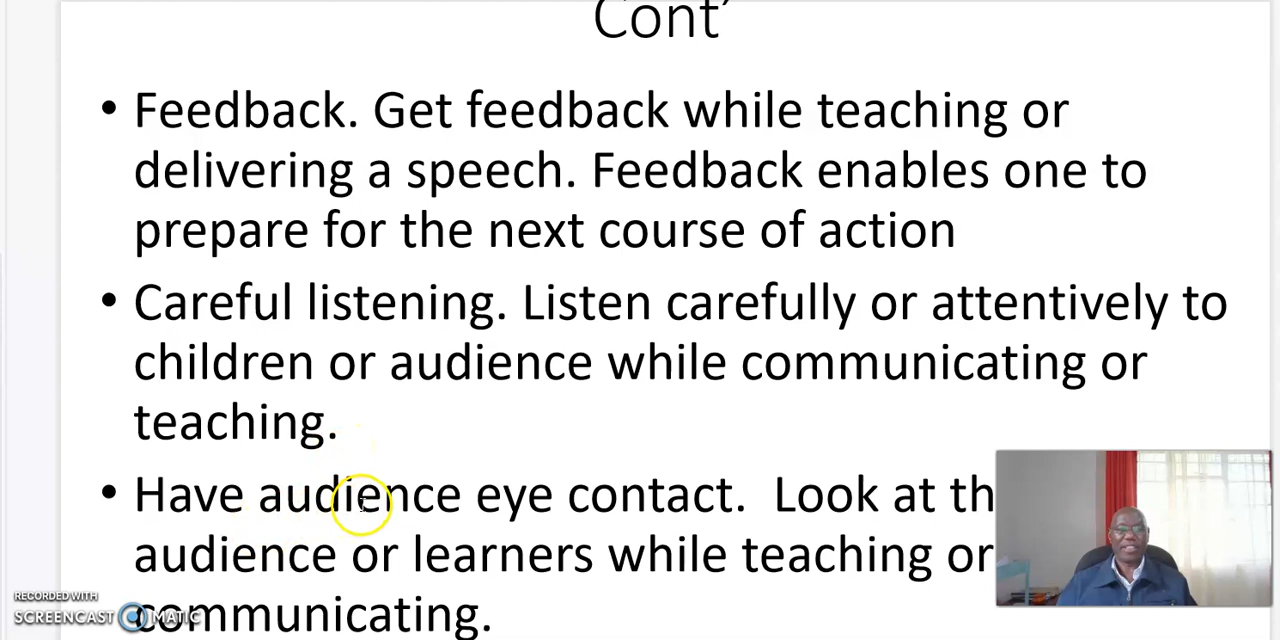 Cont'
• Feedback. Get feedback while teaching or
delivering a speech. Feedback enables one to
prepare for the next course of action
• Careful listening. Listen carefully or attentively to
children or audience while communicating or
teaching.
• Have audience eye contact. Look at th
audience or learners while teaching or
communicating.
RECORDED WITH
SCREENCAST MATIC